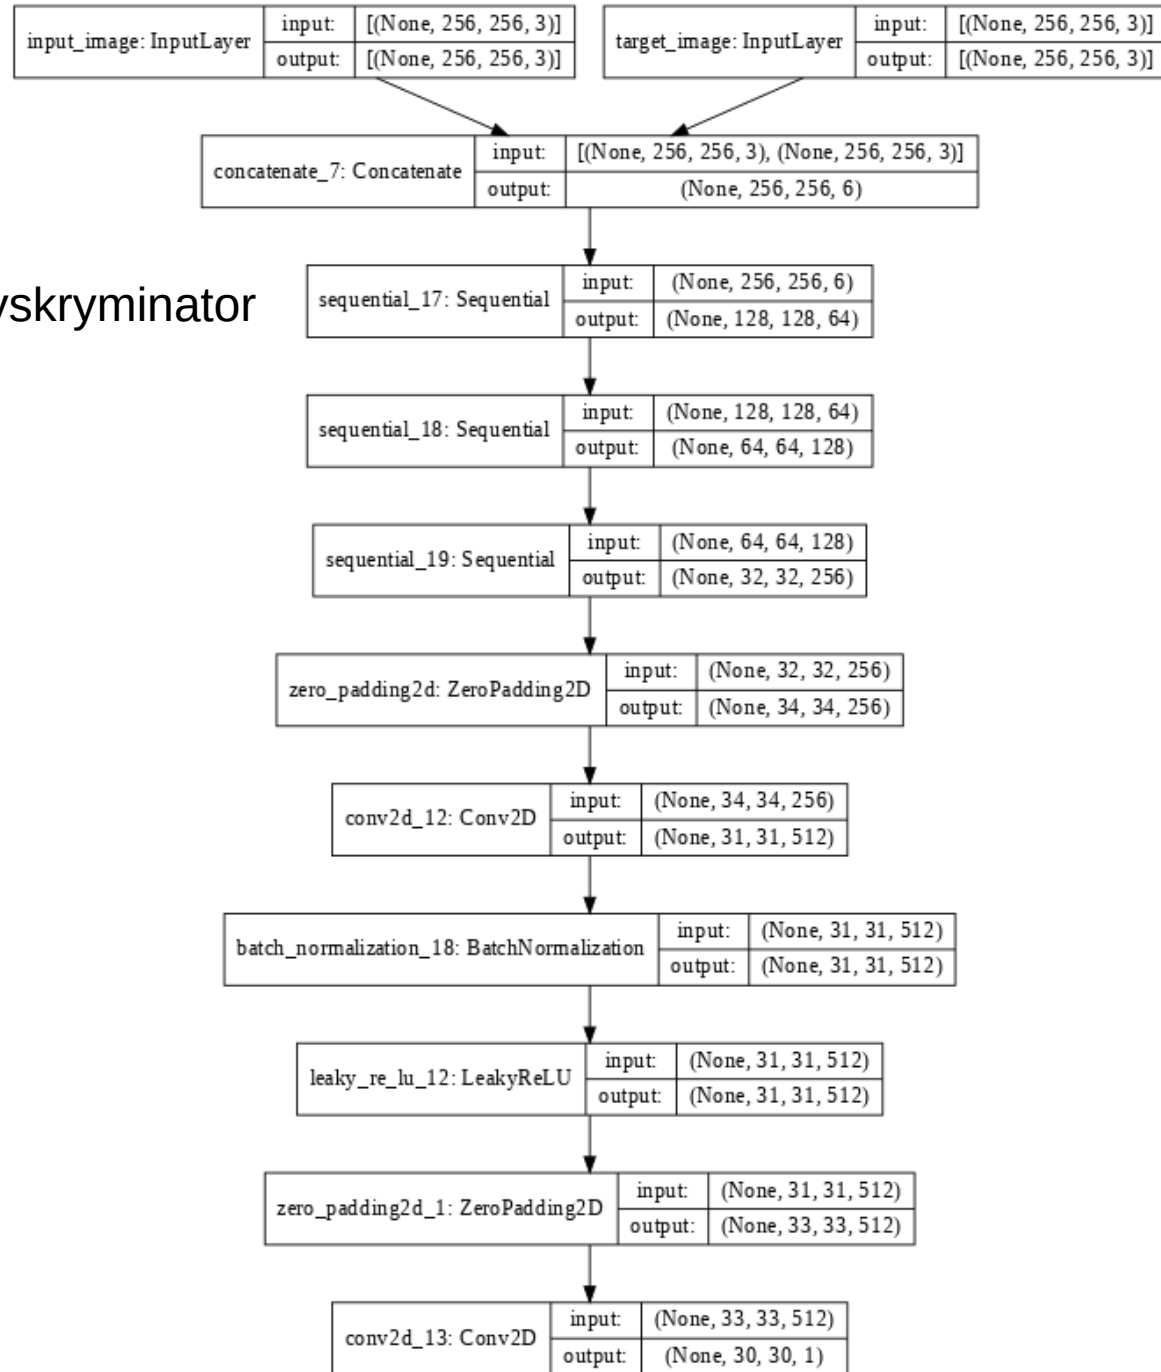 input_image: InputLayer
input: [(None, 256, 256, 3)]
output: [(None, 256, 256, 3)]
target_image: InputLayer
input: [(None, 256, 256, 3)]
output: [(None, 256, 256, 3)]
concatenate_7: Concatenate
input: [(None, 256, 256, 3), (None, 256, 256, 3)]
output: (None, 256, 256, 6)
yskryminator
sequential_17: Sequential
input: (None, 256, 256, 6)
output: (None, 128, 128, 64)
sequential_18: Sequential
input: (None, 128, 128, 64)
output: (None, 64, 64, 128)
sequential_19: Sequential
input: (None, 64, 64, 128)
output: (None, 32, 32, 256)
zero_padding2d: ZeroPadding2D
input: (None, 32, 32, 256)
output: (None, 34, 34, 256)
conv2d_12: Conv2D
input: (None, 34, 34, 256)
output: (None, 31, 31, 512)
batch_normalization_18: BatchNormalization
input: (None, 31, 31, 512)
output: (None, 31, 31, 512)
leaky_re_lu_12: LeakyReLU
input: (None, 31, 31, 512)
output: (None, 31, 31, 512)
zero_padding2d_1: ZeroPadding2D
input: (None, 31, 31, 512)
output: (None, 33, 33, 512)
conv2d_13: Conv2D
input: (None, 33, 33, 512)
output: (None, 30, 30, 1)